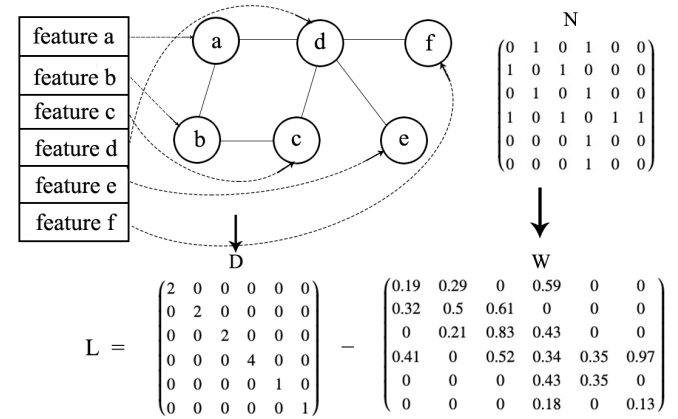 feature a
feature b
feature c
feature d
feature e
feature f
a
d
f
b
c
e
N
0 1 0 1 0 0
1 0 1 0 0 0
0 1 0 1 0 0
1 0 1 0 1 1
0 0 0 1 0 0
0 0 0 1 0 0
D
W
L =
2 0 0 0 0 0
0 2 0 0 0 0
0 0 2 0 0 0
0 0 0 4 0 0
0 0 0 0 1 0
0 0 0 0 0 1
−
0.19 0.29 0 0.59 0 0
0.32 0.5 0.61 0 0 0
0 0.21 0.83 0.43 0 0
0.41 0 0.52 0.34 0.35 0.97
0 0 0 0.43 0.35 0
0 0 0 0.18 0 0.13